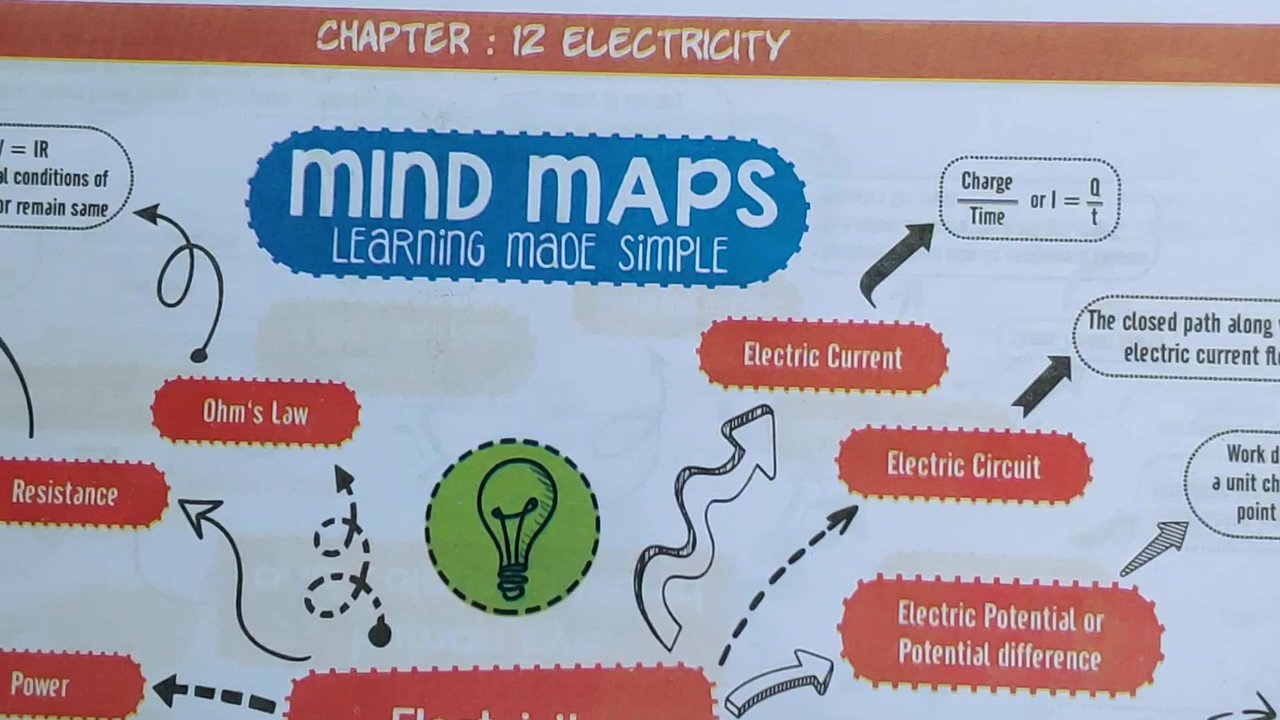 CHAPTER : 12 ELECTRICITY
= IR
conditions of
or remain same
MIND MAPS
LEARNING MADE SIMPLE
Charge
Time
or I = Q
t
Electric Current
The closed path along
electric current
Ohm's Law
Electric Circuit
Resistance
Work
a unit
point
Electric Potential or
Potential difference
Power